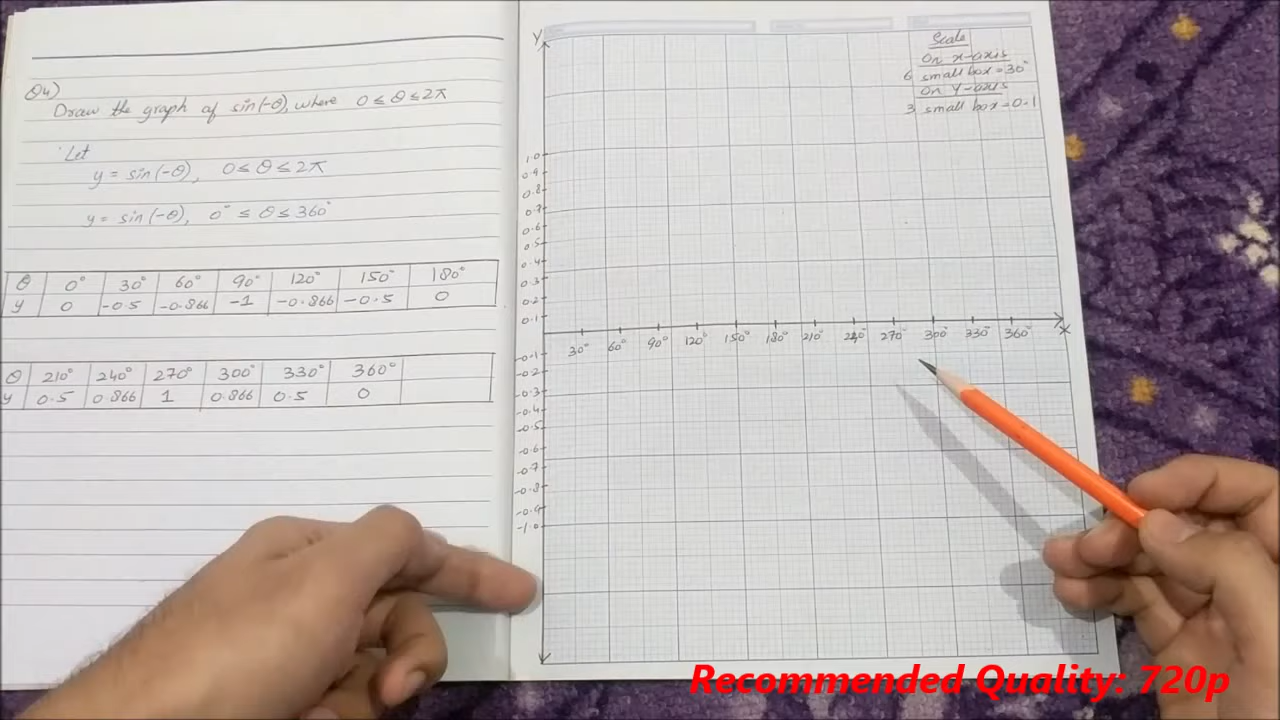 Q4)
Draw the graph of sin(-θ), where 0 ≤ θ ≤ 2π
Let
y = sin(-θ), 0 ≤ θ ≤ 2π
y = sin(-θ), 0° ≤ θ ≤ 360°
θ 0° 30° 60° 90° 120° 150° 180°
y 0 -0.5 -0.866 -1 -0.866 -0.5 0
θ 210° 240° 270° 300° 330° 360°
y 0.5 0.866 1 0.866 0.5 0
Y
Scale
On x-axis
6 small box = 30°
On Y-axis
3 small box = 0.1
1.0
0.9
0.8
0.7
0.6
0.5
0.4
0.3
0.2
0.1
X
30° 60° 90° 120° 150° 180° 210° 240° 270° 300° 330° 360°
-0.1
-0.2
-0.3
-0.4
-0.5
-0.6
-0.7
-0.8
-0.9
-1.0
Recommended Quality: 720p